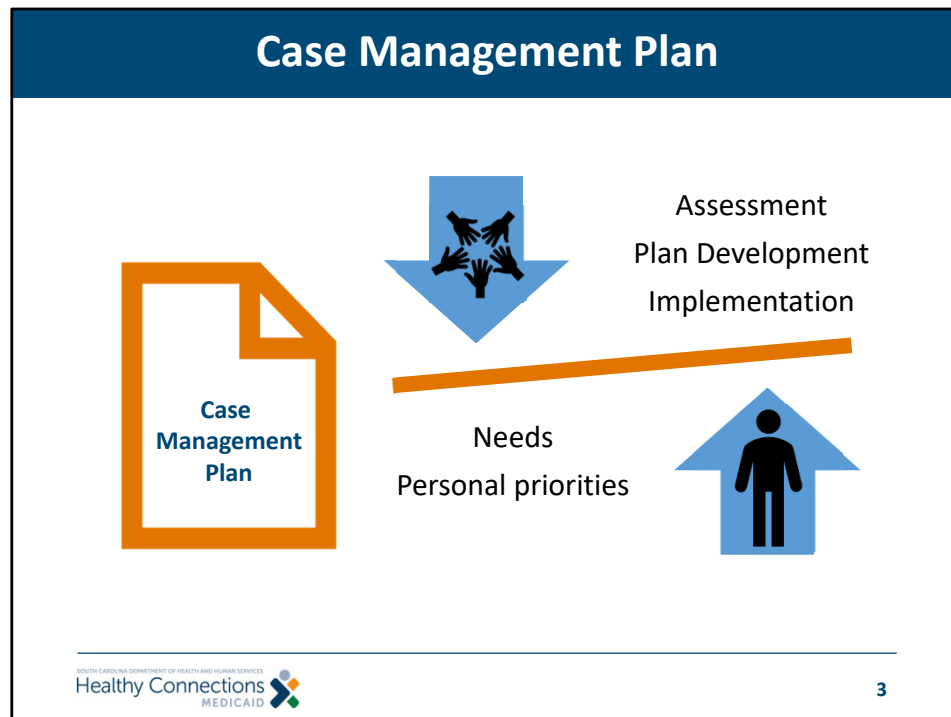 Case Management Plan
Case
Management
Plan
Assessment
Plan Development
Implementation
Needs
Personal priorities
SOUTH CAROLINA DEPARTMENT OF HEALTH AND HUMAN SERVICES
Healthy Connections
MEDICAID
3